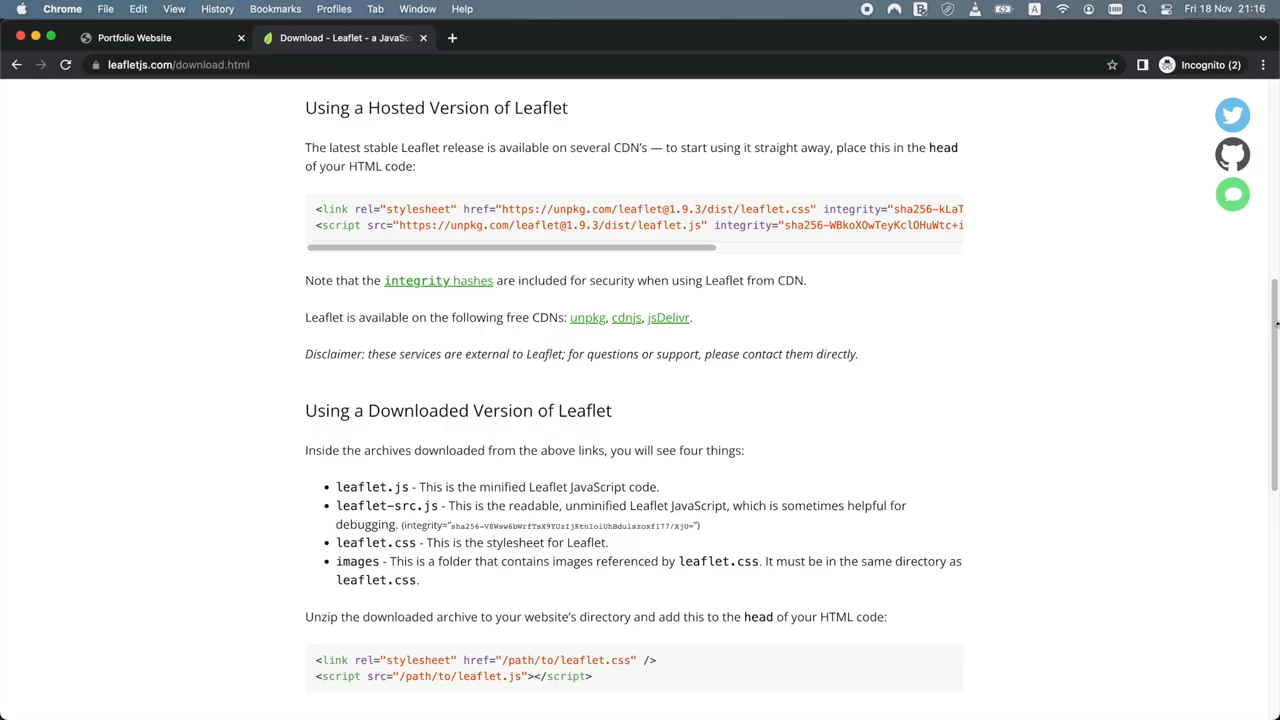 Chrome File Edit View History Bookmarks Profiles Tab Window Help Fri 18 Nov 21:16
Portfolio Website Download - Leaflet - a JavaSc
leafletjs.com/download.html Incognito (2)
Using a Hosted Version of Leaflet
The latest stable Leaflet release is available on several CDN's — to start using it straight away, place this in the head
of your HTML code:
<link rel="stylesheet" href="https://unpkg.com/leaflet@1.9.3/dist/leaflet.css" integrity="sha256-kLaT
<script src="https://unpkg.com/leaflet@1.9.3/dist/leaflet.js" integrity="sha256-WBkoXOwTeyKclOHuWtc+i
Note that the integrity hashes are included for security when using Leaflet from CDN.
Leaflet is available on the following free CDNs: unpkg, cdnjs, jsDelivr.
Disclaimer: these services are external to Leaflet; for questions or support, please contact them directly.
Using a Downloaded Version of Leaflet
Inside the archives downloaded from the above links, you will see four things:
• leaflet.js - This is the minified Leaflet JavaScript code.
• leaflet-src.js - This is the readable, unminified Leaflet JavaScript, which is sometimes helpful for
debugging. (integrity="sha256-V8Wsw6bWrfTsX9YUzIjKtnIoiUhBdulszoxf177/XjU=")
• leaflet.css - This is the stylesheet for Leaflet.
• images - This is a folder that contains images referenced by leaflet.css. It must be in the same directory as
leaflet.css.
Unzip the downloaded archive to your website's directory and add this to the head of your HTML code:
<link rel="stylesheet" href="/path/to/leaflet.css" />
<script src="/path/to/leaflet.js"></script>